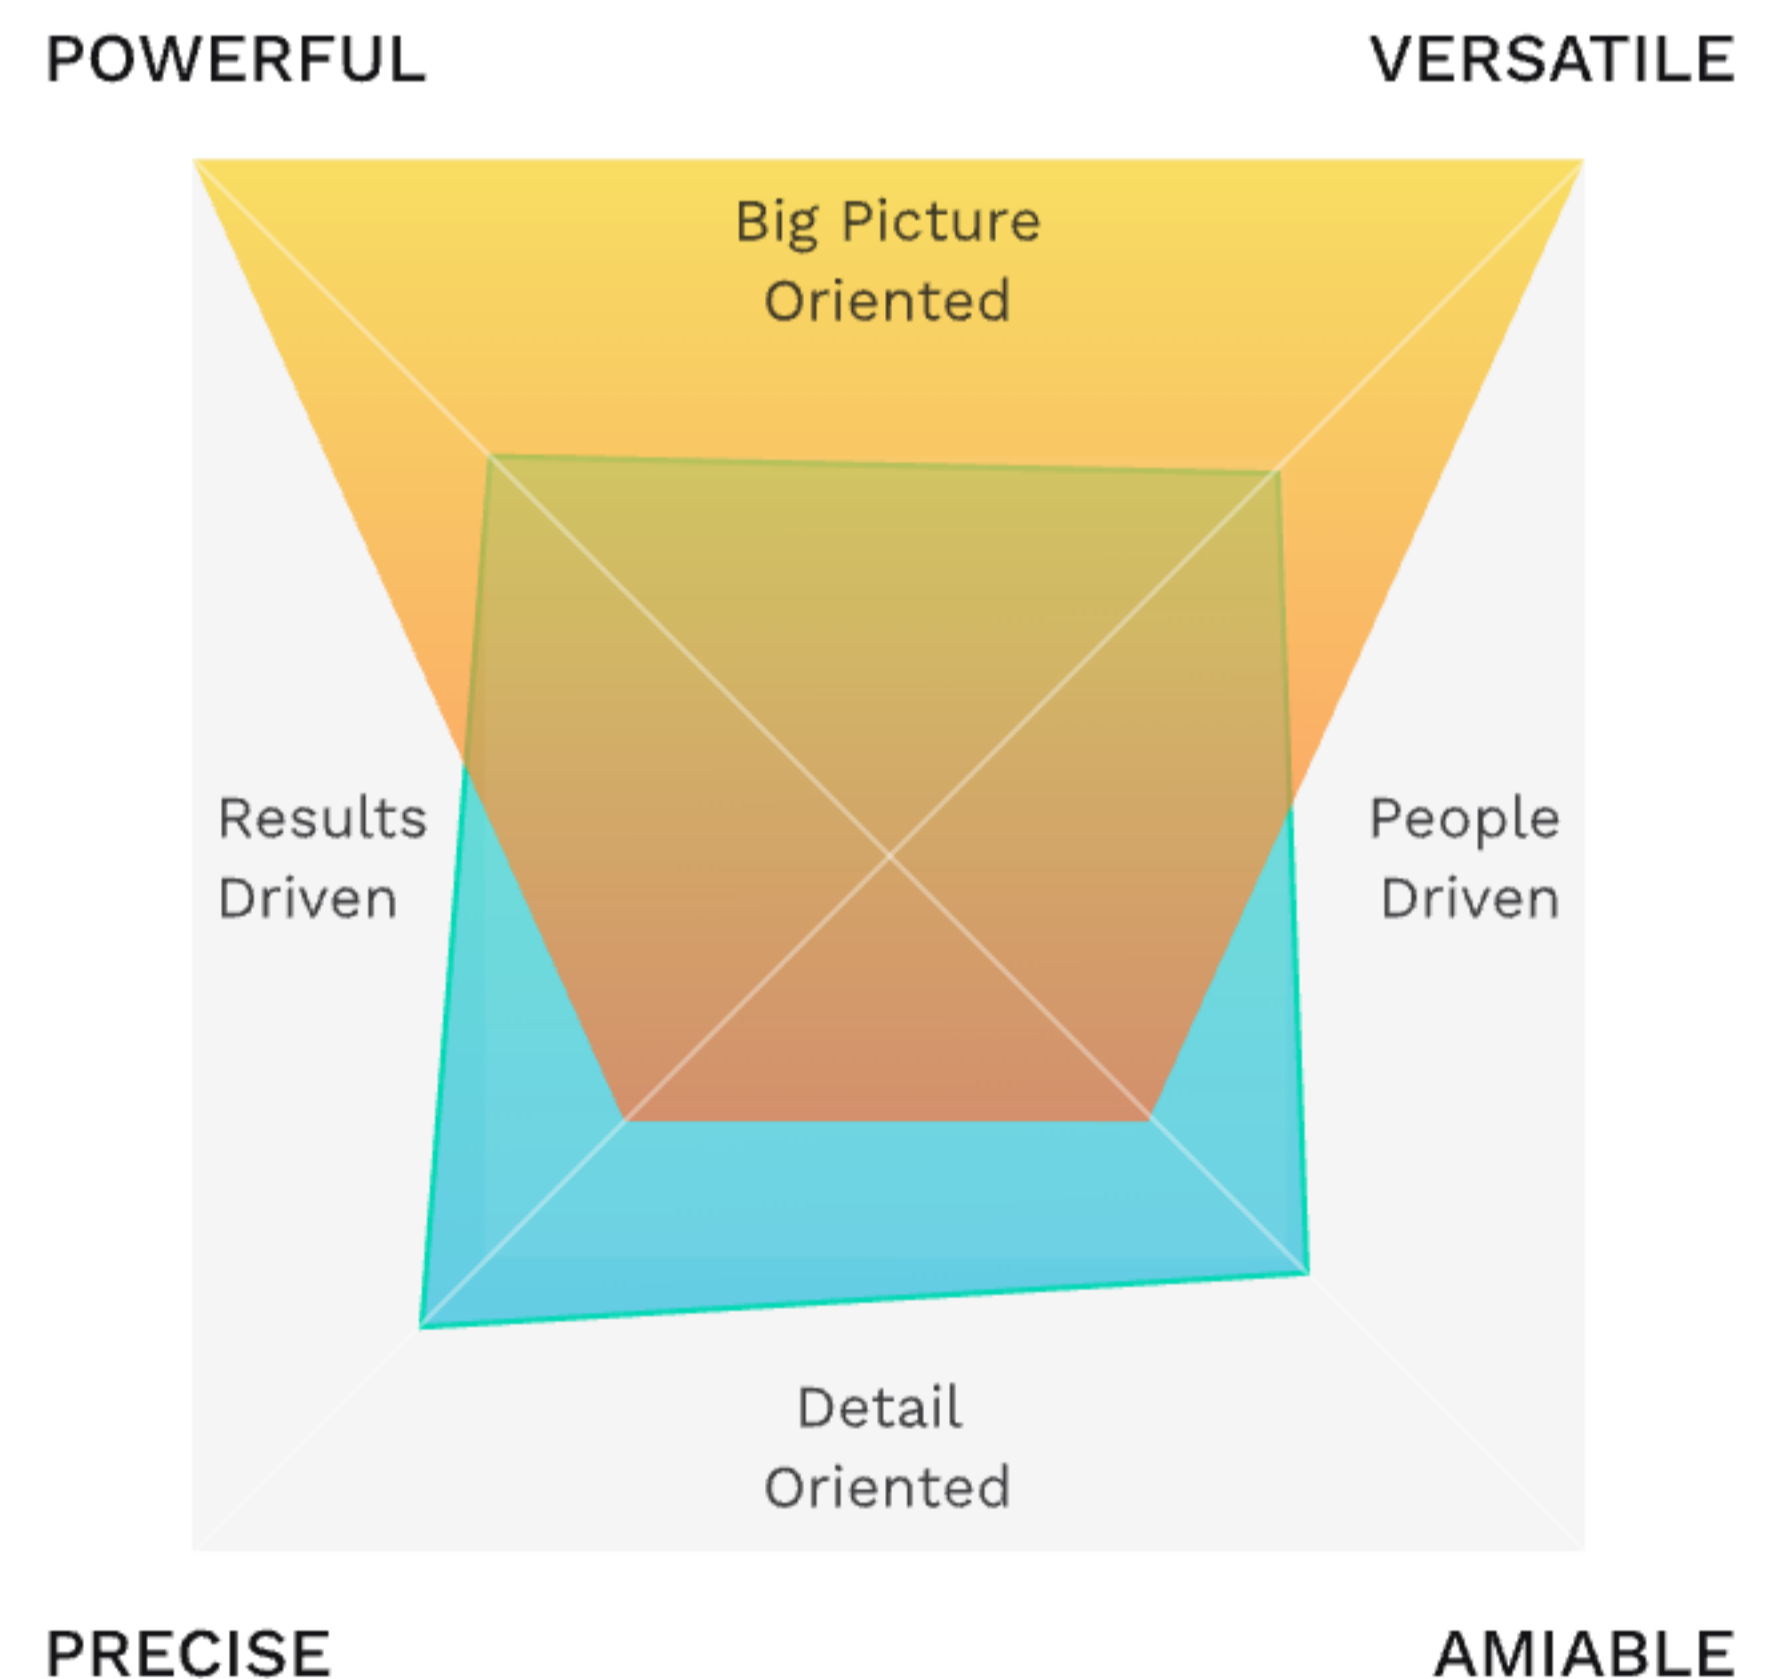 POWERFUL
VERSATILE
Big Picture
Oriented
Results
Driven
People
Driven
Detail
Oriented
PRECISE
AMIABLE